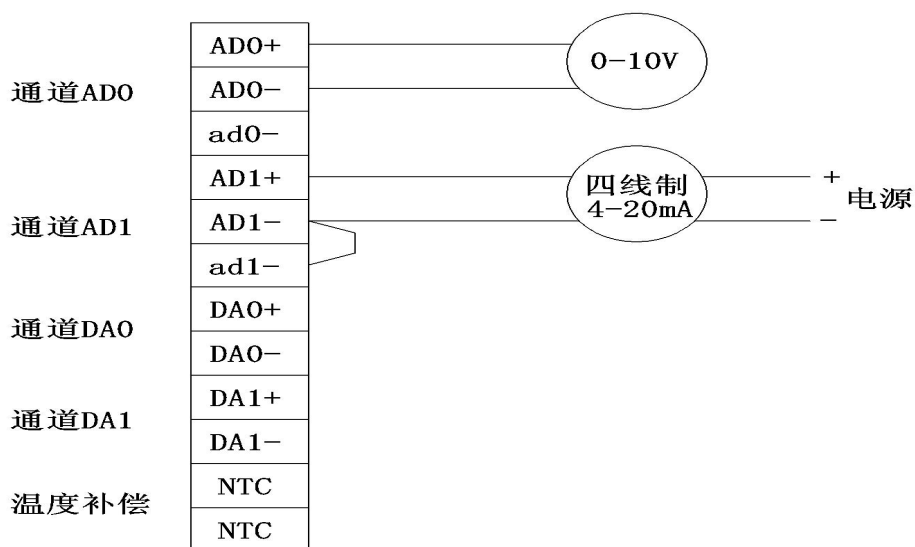 AD0+
0-10V
通道AD0
AD0-
ad0-
AD1+
四线制
4-20mA
+
电源
-
通道AD1
AD1-
ad1-
通道DA0
DA0+
DA0-
通道DA1
DA1+
DA1-
温度补偿
NTC
NTC